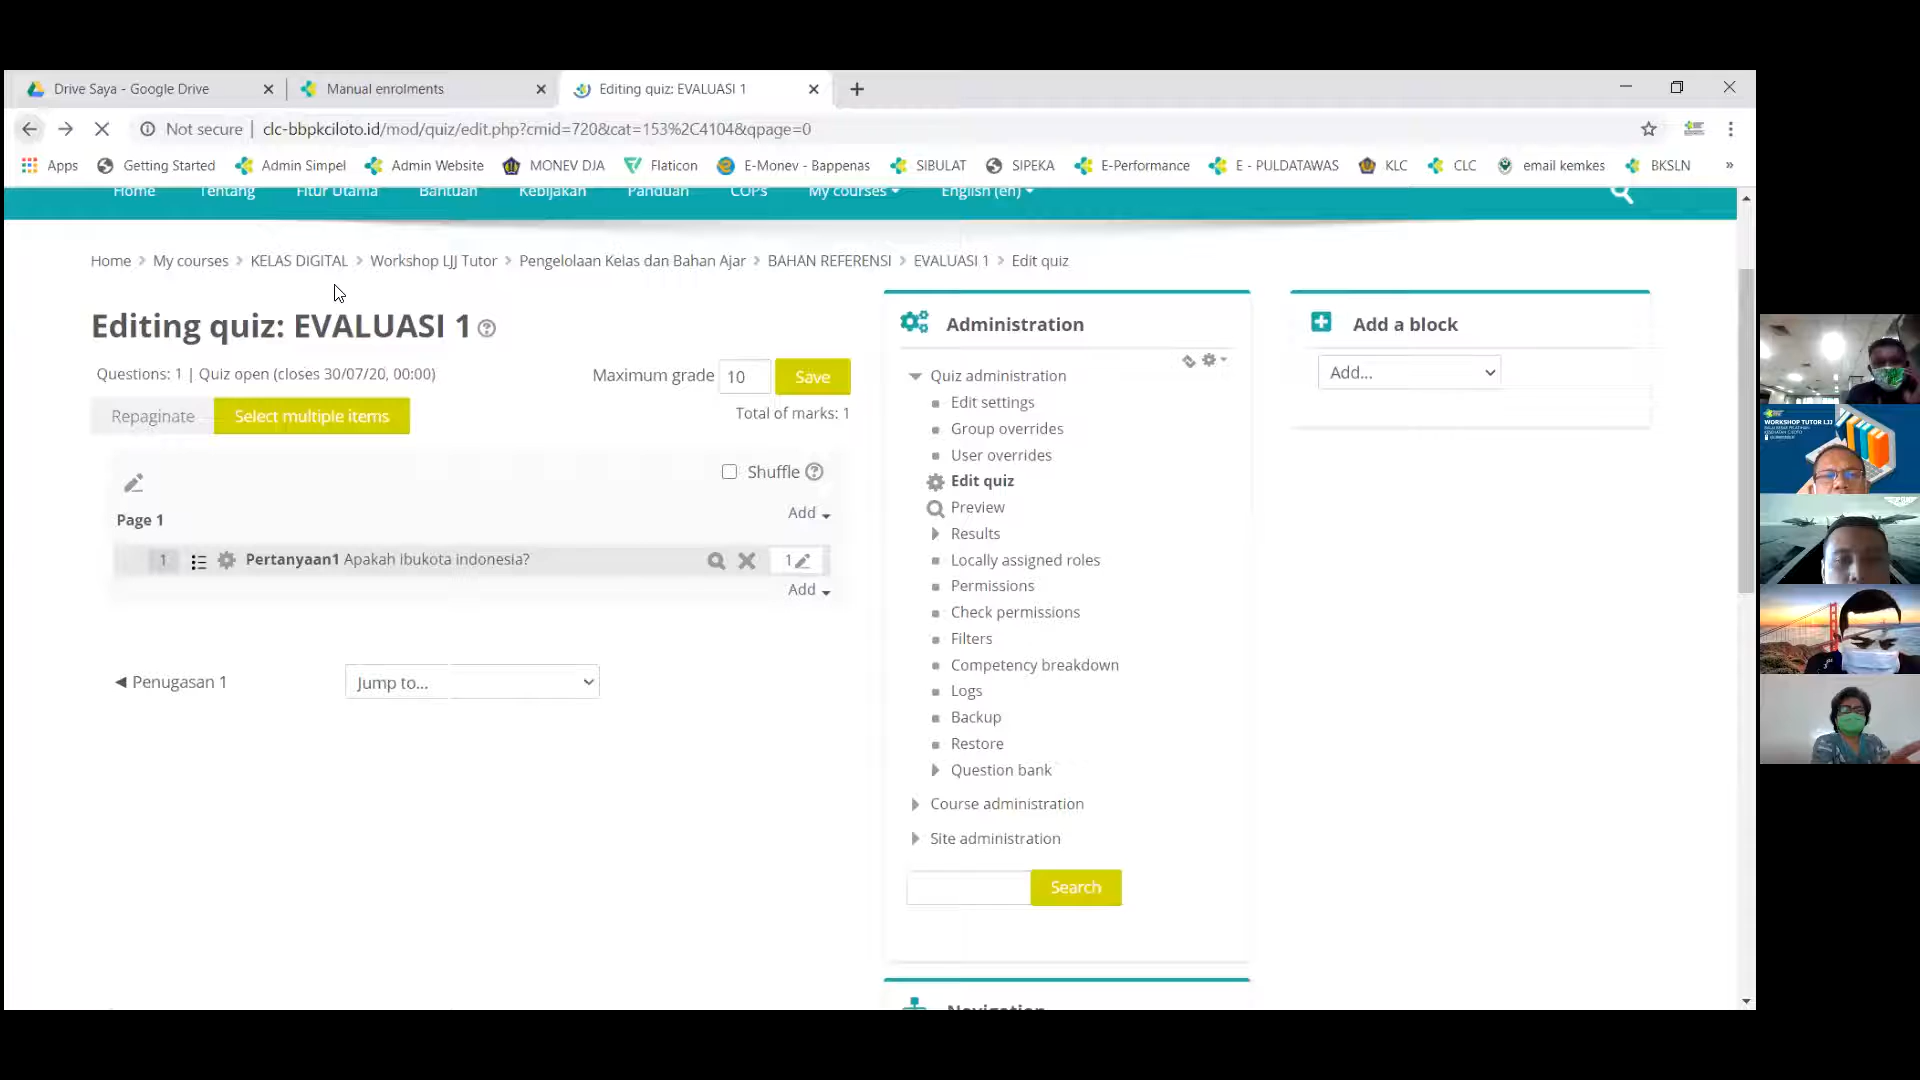 Drive Saya - Google Drive
Manual enrolments
Editing quiz: EVALUASI 1
Not secure
clc-bbpkciloto.id/mod/quiz/edit.php?cmid=720&cat=153%2C4104&qpage=0
Apps
Getting Started
Admin Simpel
Admin Website
MONEV DJA
Flaticon
E-Monev - Bappenas
SIBULAT
SIPEKA
E-Performance
E - PULDATAWAS
KLC
CLC
email kemkes
BKSLN
»
Home
Tentang
Fitur Utama
Bantuan
Kebijakan
Panduan
COPs
My courses
English (en)
Home
My courses
KELAS DIGITAL
Workshop LJJ Tutor
Pengelolaan Kelas dan Bahan Ajar
BAHAN REFERENSI
EVALUASI 1
Edit quiz
Editing quiz: EVALUASI 1
Questions: 1 | Quiz open (closes 30/07/20, 00:00)
Maximum grade 10 Save
Total of marks: 1
Repaginate
Select multiple items
Shuffle
Page 1
Add
1 Pertanyaan1 Apakah ibukota indonesia? 1
Add
◀ Penugasan 1
Jump to...
Administration
Quiz administration
Edit settings
Group overrides
User overrides
Edit quiz
Preview
Results
Locally assigned roles
Permissions
Check permissions
Filters
Competency breakdown
Logs
Backup
Restore
Question bank
Course administration
Site administration
Search
Navigation
Add a block
Add...
WORKSHOP TUTOR LJJ